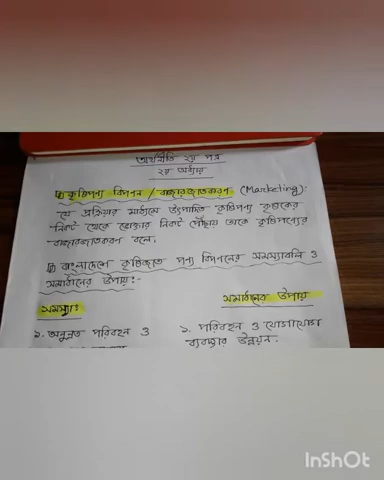 অর্থনীতি ২য় পত্র
২য় অধ্যায়
কৃষিপণ্য বিপণন / বাজারজাতকরণ (Marketing):
যে প্রক্রিয়ার মাধ্যমে উৎপাদিত কৃষিপণ্য কৃষকের
নিকট থেকে ভোক্তার নিকট পৌঁছায় তাকে কৃষিপণ্যের
বাজারজাতকরণ বলে।
বাংলাদেশে কৃষিজাত পণ্য বিপণনের সমস্যাবলি ও
সমাধানের উপায়:-
সমস্যা:
সমাধানের উপায়
১. অনুন্নত পরিবহন ও
১. পরিবহন ও যোগাযোগ
ব্যবস্থার উন্নয়ন:
InShOt